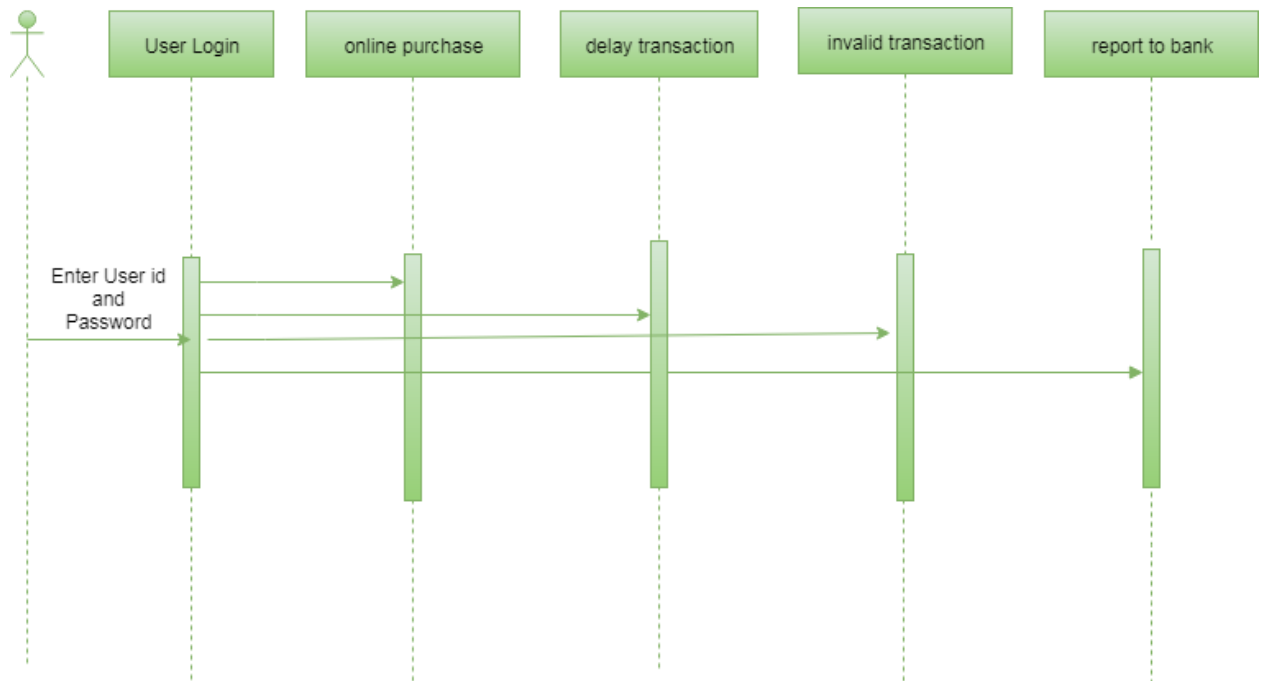 User Login
online purchase
delay transaction
invalid transaction
report to bank
Enter User id
and
Password